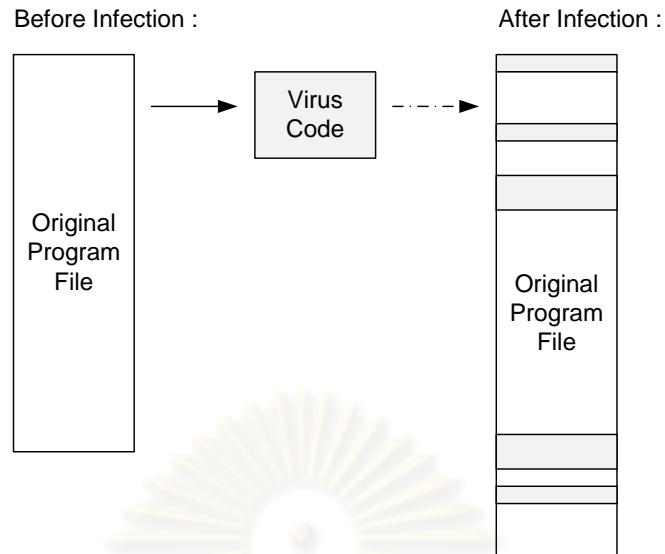 Before Infection :
After Infection :
Virus
Code
Original
Program
File
Original
Program
File